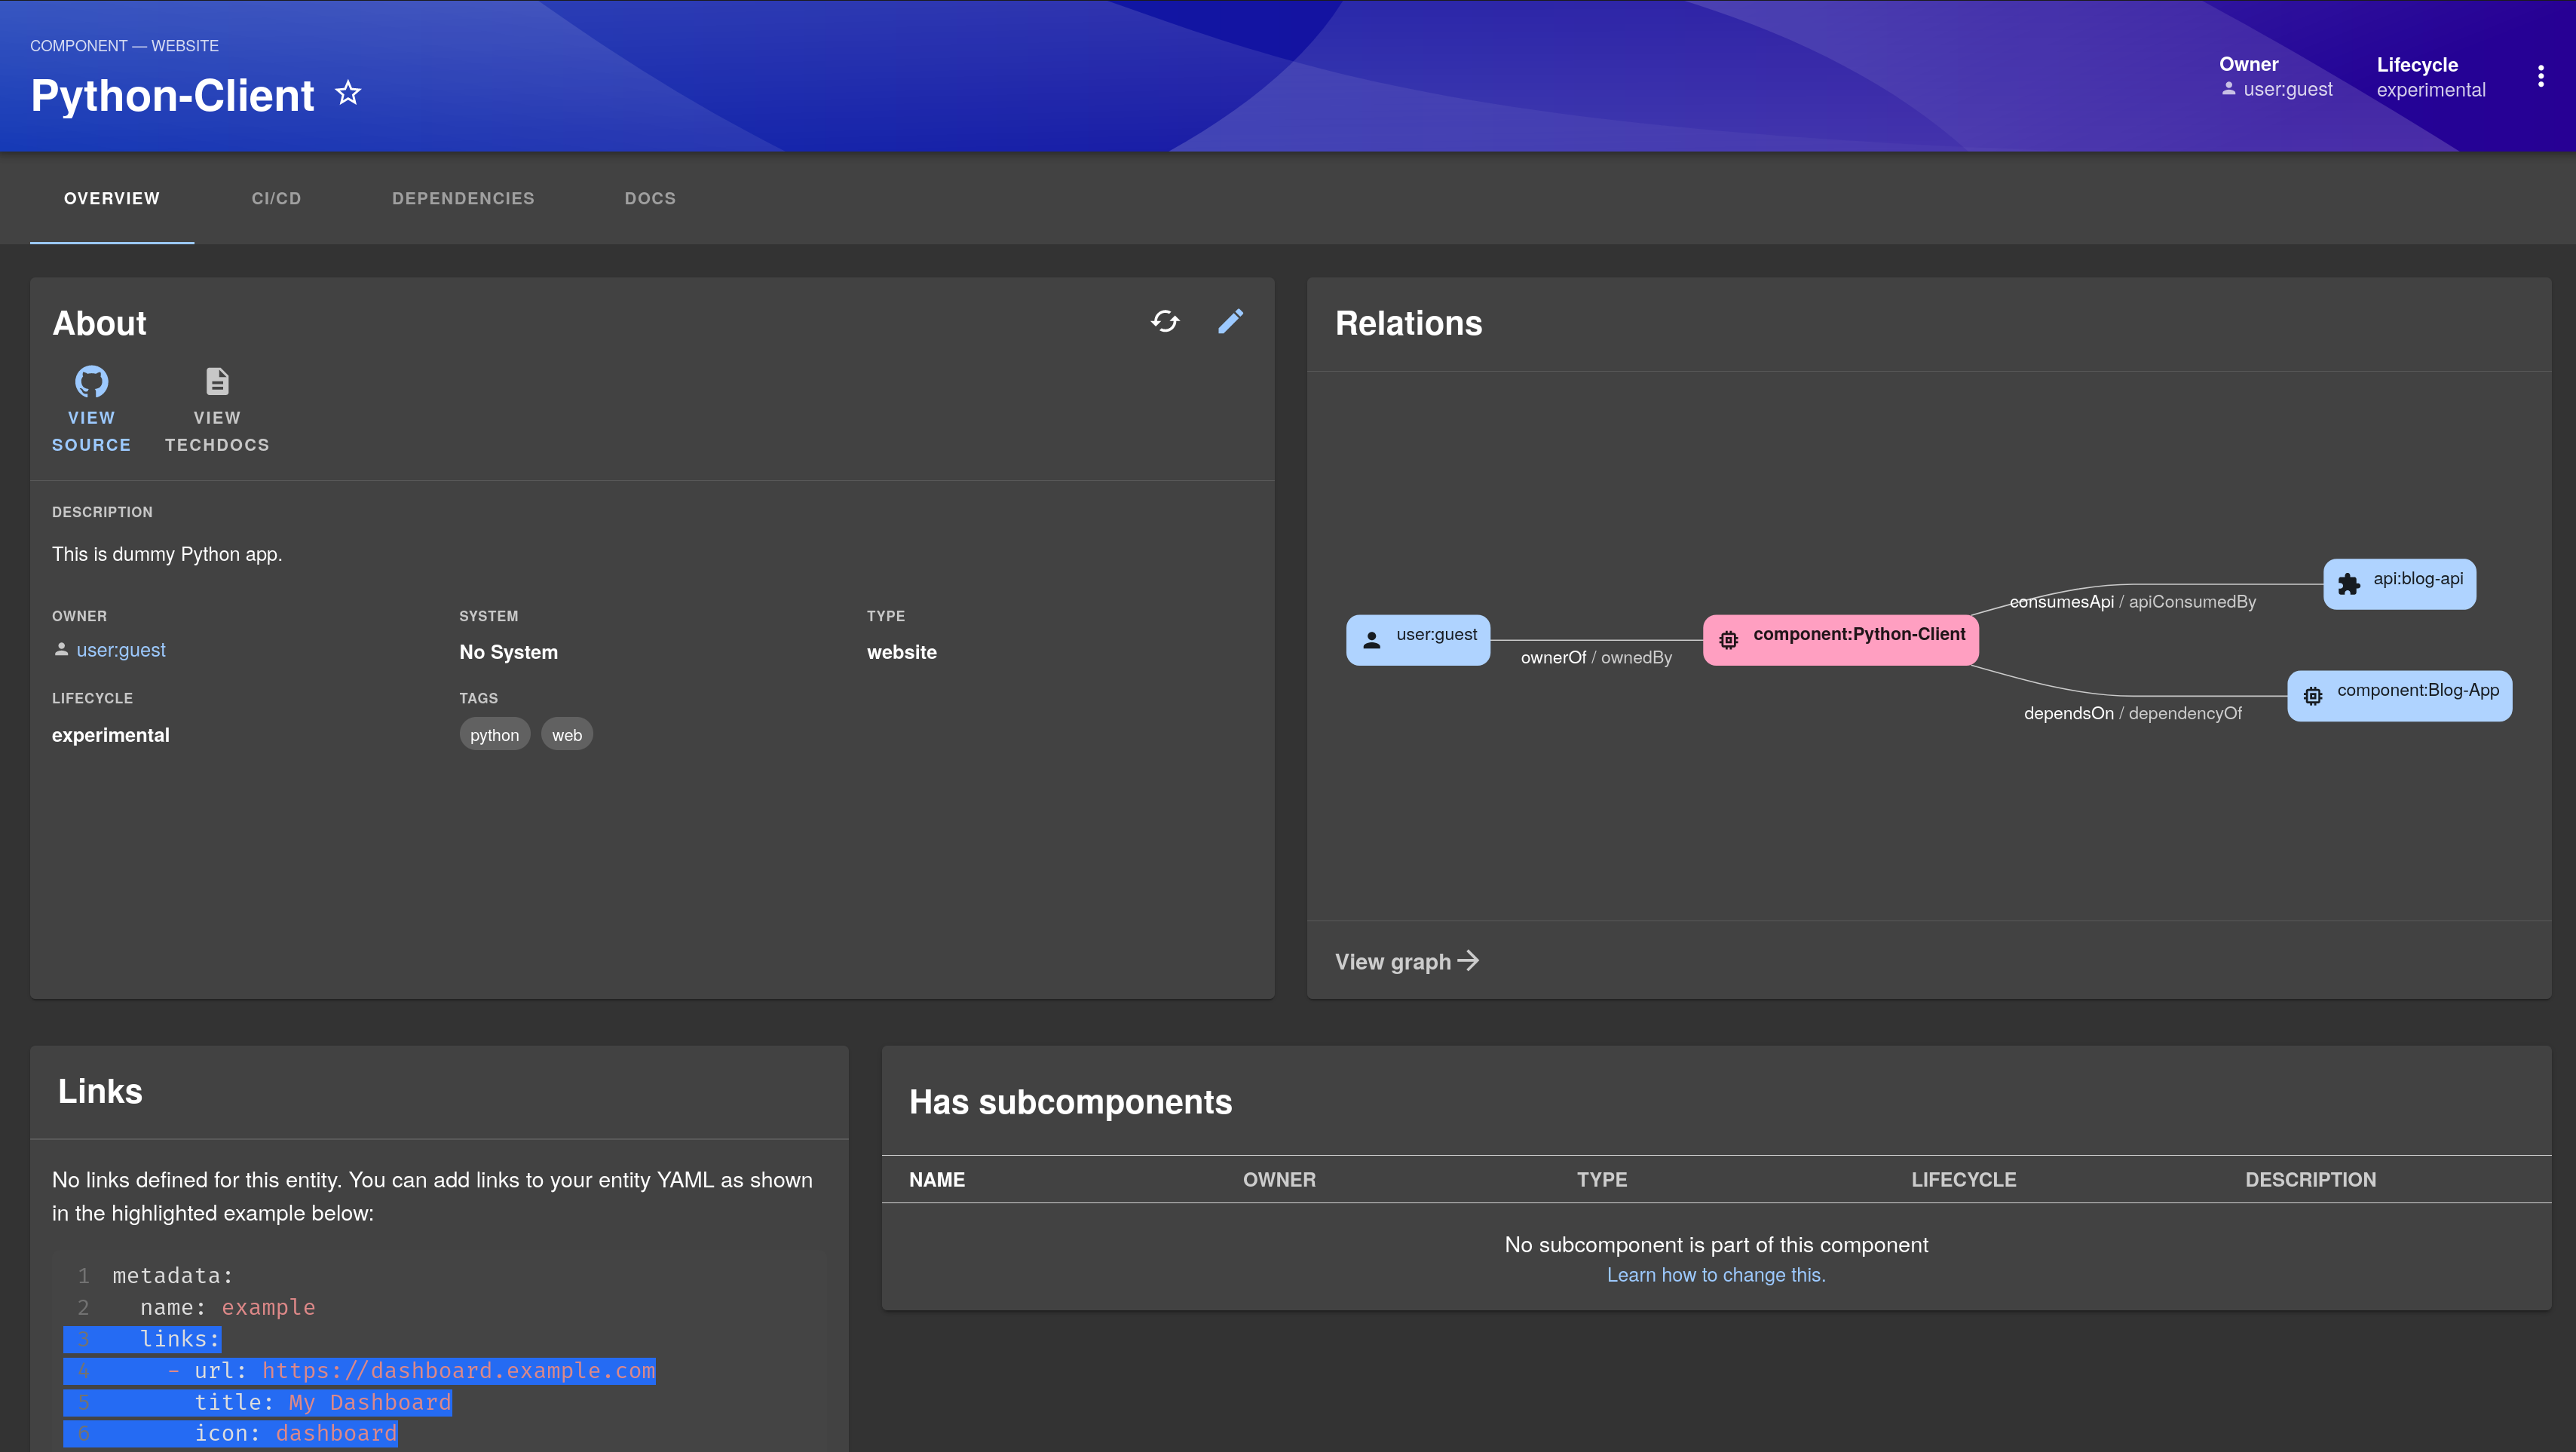 COMPONENT — WEBSITE
Python-Client
Owner
user:guest
Lifecycle
experimental
OVERVIEW
CI/CD
DEPENDENCIES
DOCS
About
VIEW
SOURCE
VIEW
TECHDOCS
DESCRIPTION
This is dummy Python app.
OWNER
user:guest
SYSTEM
No System
TYPE
website
LIFECYCLE
experimental
TAGS
python
web
Relations
user:guest
ownerOf / ownedBy
component:Python-Client
consumesApi / apiConsumedBy
api:blog-api
dependsOn / dependencyOf
component:Blog-App
View graph
Links
No links defined for this entity. You can add links to your entity YAML as shown
in the highlighted example below:
1 metadata:
2 name: example
3 links:
4 - url: https://dashboard.example.com
5 title: My Dashboard
6 icon: dashboard
Has subcomponents
NAME OWNER TYPE LIFECYCLE DESCRIPTION
No subcomponent is part of this component
Learn how to change this.